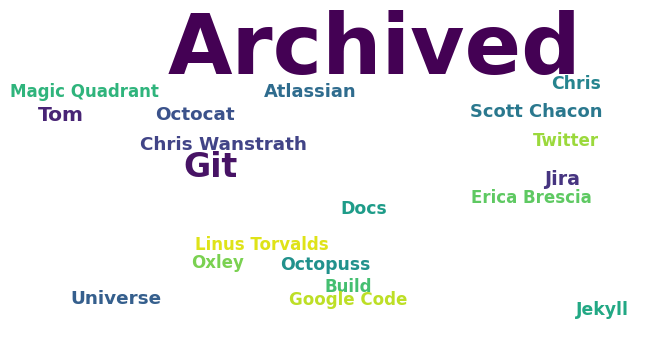 Archived
Magic Quadrant
Atlassian
Chris
Tom
Octocat
Scott Chacon
Chris Wanstrath
Twitter
Git
Jira
Erica Brescia
Docs
Linus Torvalds
Oxley
Octopuss
Build
Universe
Google Code
Jekyll